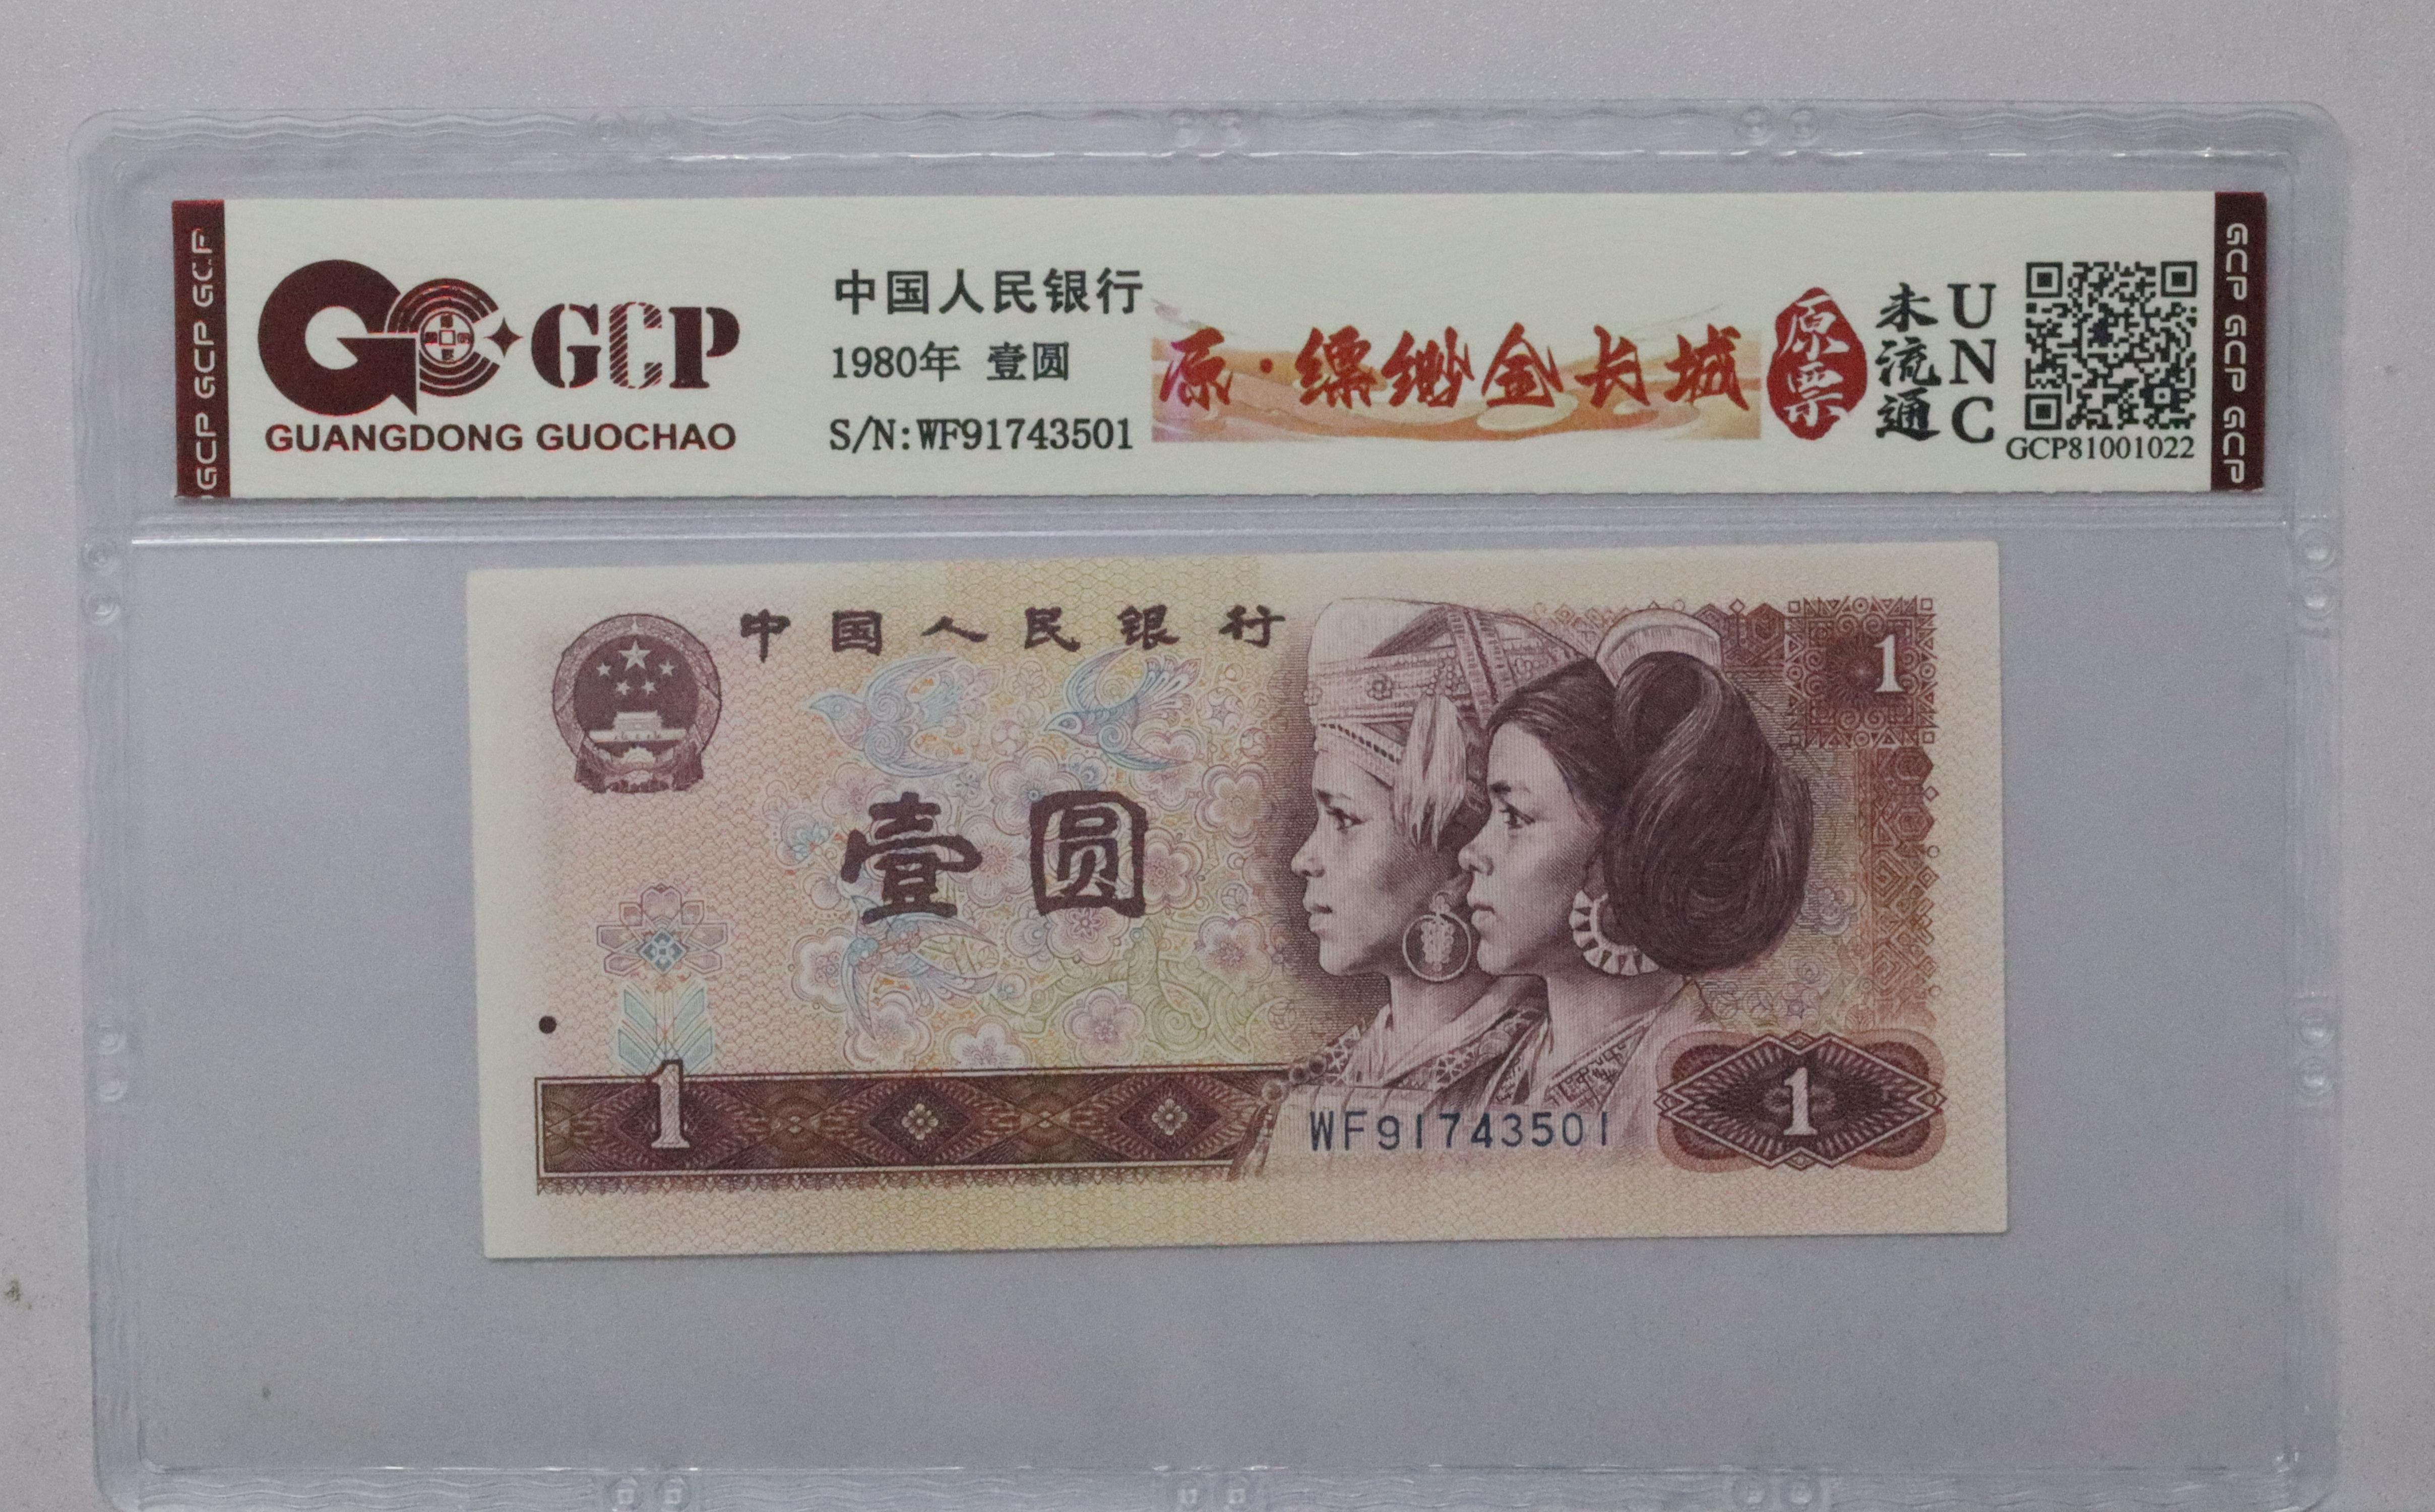 GCP GCP GCP
GCP
GUANGDONG GUOCHAO
中国人民银行
1980年 壹圆
S/N:WF91743501
原·缥缈金长城
原票
未流通
UNC
GCP81001022
GCP GCP GCP
中国人民银行
1
壹圆
1
WF91743501
1